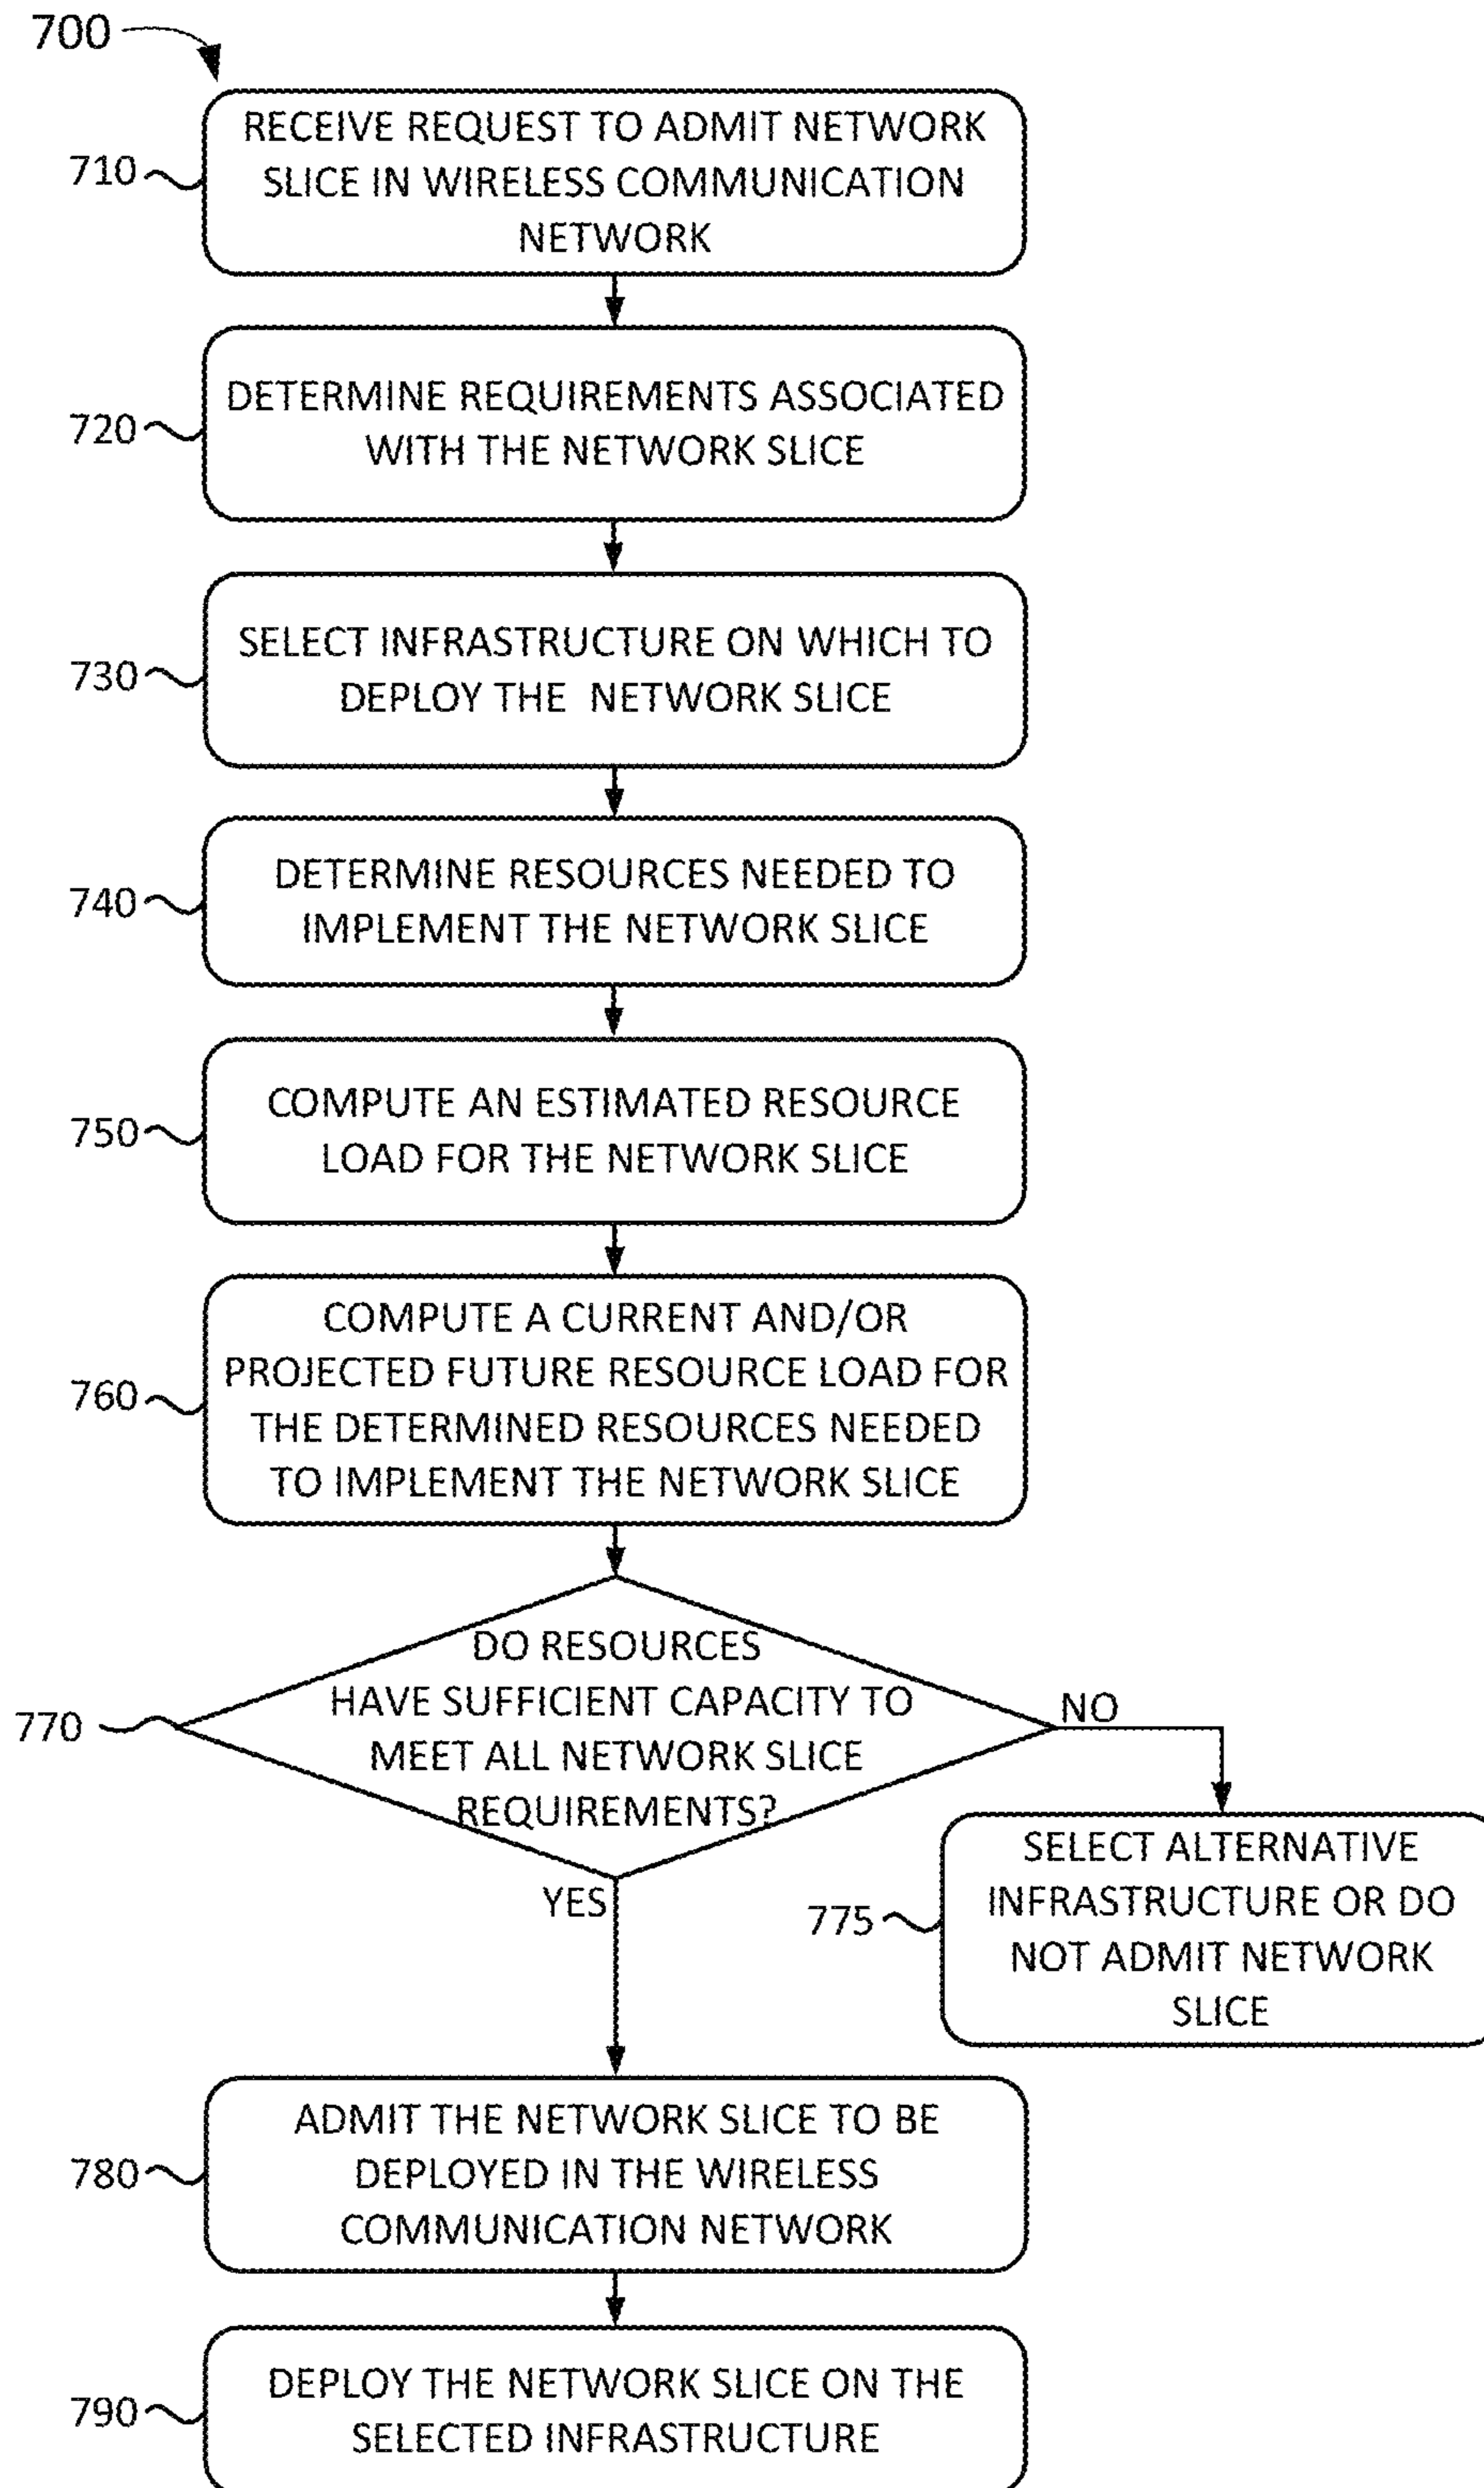 700
710
RECEIVE REQUEST TO ADMIT NETWORK
SLICE IN WIRELESS COMMUNICATION
NETWORK
720
DETERMINE REQUIREMENTS ASSOCIATED
WITH THE NETWORK SLICE
730
SELECT INFRASTRUCTURE ON WHICH TO
DEPLOY THE NETWORK SLICE
740
DETERMINE RESOURCES NEEDED TO
IMPLEMENT THE NETWORK SLICE
750
COMPUTE AN ESTIMATED RESOURCE
LOAD FOR THE NETWORK SLICE
760
COMPUTE A CURRENT AND/OR
PROJECTED FUTURE RESOURCE LOAD FOR
THE DETERMINED RESOURCES NEEDED
TO IMPLEMENT THE NETWORK SLICE
770
DO RESOURCES
HAVE SUFFICIENT CAPACITY TO
MEET ALL NETWORK SLICE
REQUIREMENTS?
NO
YES
775
SELECT ALTERNATIVE
INFRASTRUCTURE OR DO
NOT ADMIT NETWORK
SLICE
780
ADMIT THE NETWORK SLICE TO BE
DEPLOYED IN THE WIRELESS
COMMUNICATION NETWORK
790
DEPLOY THE NETWORK SLICE ON THE
SELECTED INFRASTRUCTURE